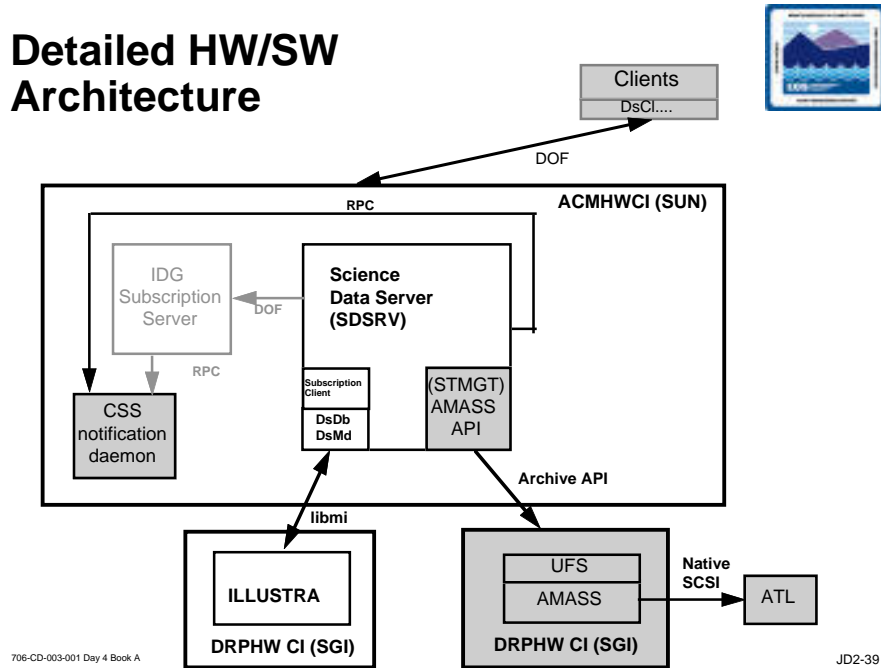 Detailed HW/SW
Architecture
Clients
DsCl....
DOF
ACMHWCI (SUN)
RPC
IDG
Subscription
Server
DOF
Science
Data Server
(SDSRV)
RPC
Subscription
Client
DsDb
DsMd
(STMGT)
AMASS
API
CSS
notification
daemon
Archive API
libmi
ILLUSTRA
DRPHW CI (SGI)
UFS
AMASS
DRPHW CI (SGI)
Native
SCSI
ATL
706-CD-003-001 Day 4 Book A
JD2-39